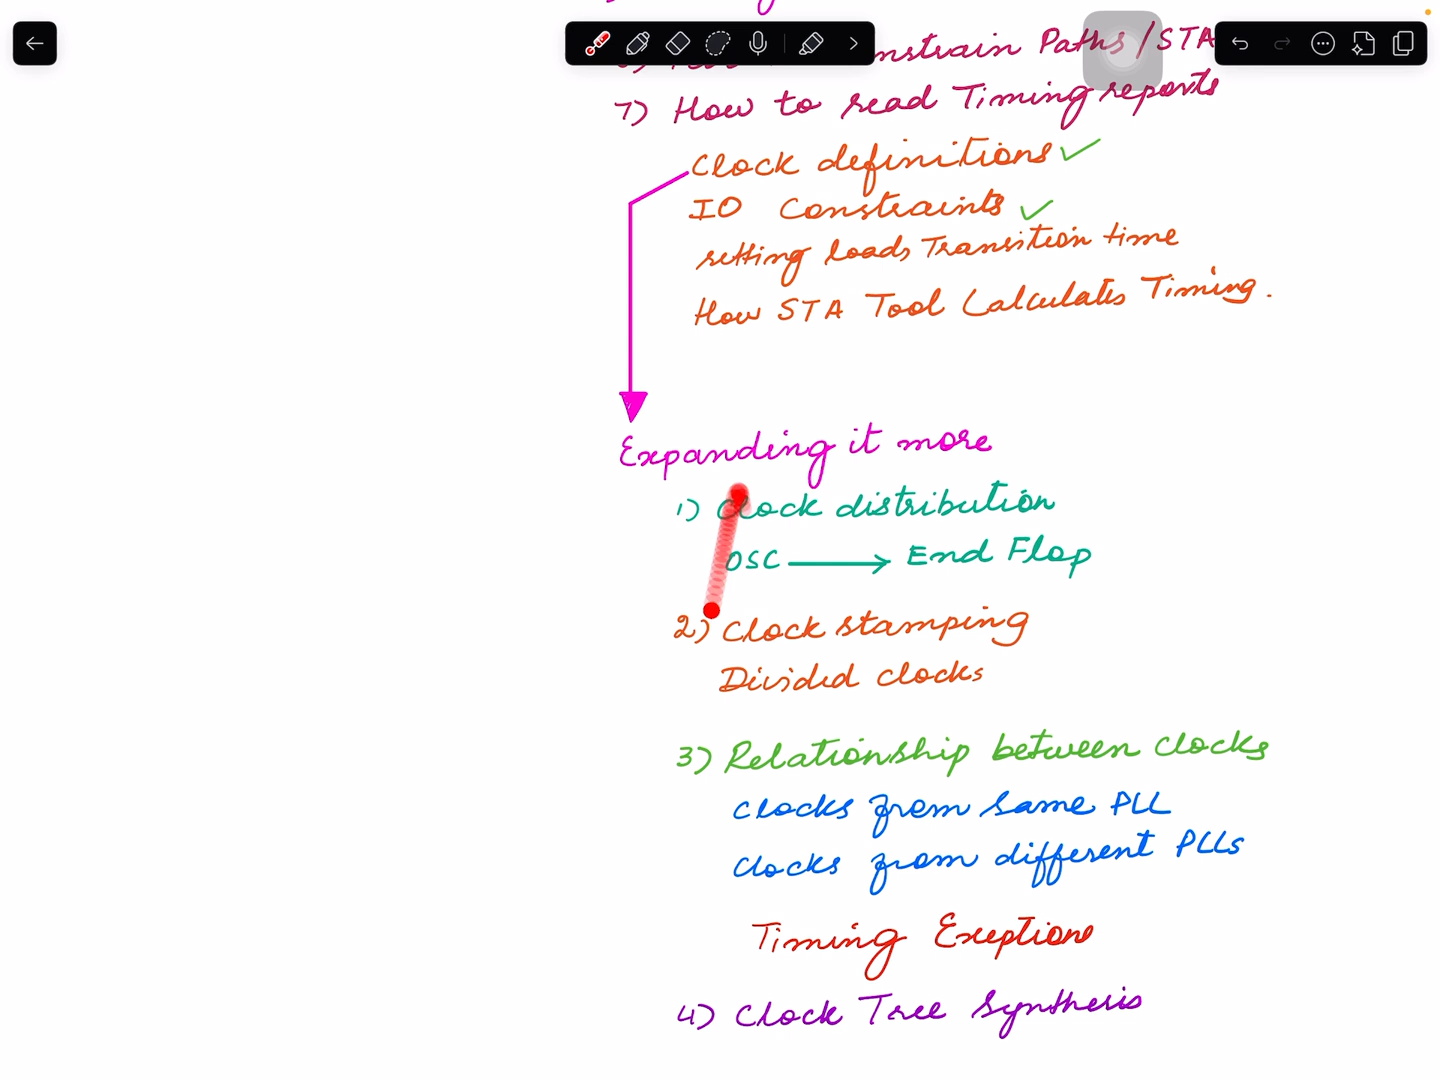 nstrain Paths/STA
7) How to read Timing reports
Clock definitions ✓
IO Constraints ✓
setting loads Transition time
How STA Tool Calculates Timing.
Expanding it more
1) Clock distribution
OSC → End Flop
2) Clock stamping
Divided clocks
3) Relationship between clocks
clocks from same PLL
clocks from different PLLs
Timing Exceptions
4) Clock Tree Synthesis